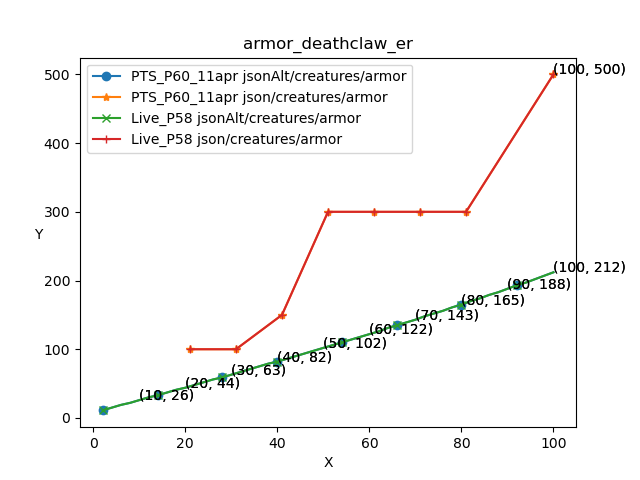 armor_deathclaw_er
PTS_P60_11apr jsonAlt/creatures/armor
PTS_P60_11apr json/creatures/armor
Live_P58 jsonAlt/creatures/armor
Live_P58 json/creatures/armor
(100, 500)
(100, 212)
(90, 188)
(80, 165)
(70, 143)
(60, 122)
(50, 102)
(40, 82)
(30, 63)
(20, 44)
(10, 26)
500
400
300
200
100
0
Y
0 20 40 60 80 100
X